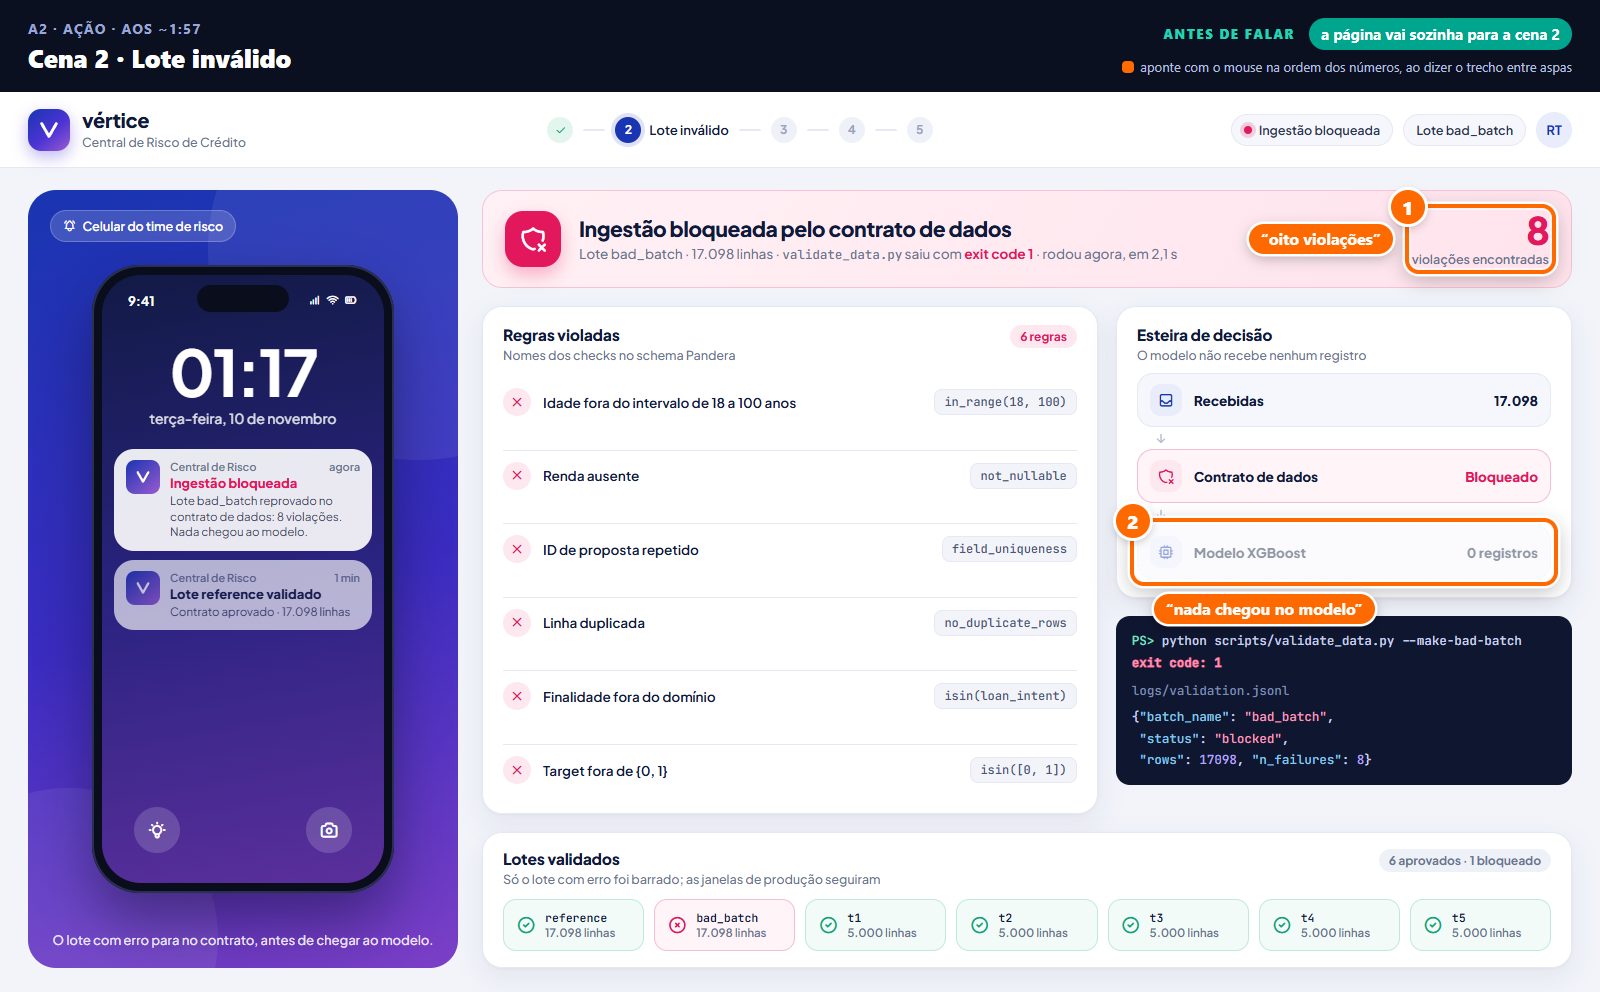 A2 · AÇÃO · AOS ~1:57
Cena 2 · Lote inválido
ANTES DE FALAR
a página vai sozinha para a cena 2
aponte com o mouse na ordem dos números, ao dizer o trecho entre aspas
vértice
Central de Risco de Crédito
2 Lote inválido 3 4 5
Ingestão bloqueada
Lote bad_batch
RT
Celular do time de risco
9:41
01:17
terça-feira, 10 de novembro
Central de Risco agora
Ingestão bloqueada
Lote bad_batch reprovado no
contrato de dados: 8 violações.
Nada chegou ao modelo.
Central de Risco 1 min
Lote reference validado
Contrato aprovado · 17.098 linhas
O lote com erro para no contrato, antes de chegar ao modelo.
Ingestão bloqueada pelo contrato de dados
Lote bad_batch · 17.098 linhas · validate_data.py saiu com exit code 1 · rodou agora, em 2,1 s
"oito violações"
1
8
violações encontradas
Regras violadas
6 regras
Nomes dos checks no schema Pandera
Idade fora do intervalo de 18 a 100 anos in_range(18, 100)
Renda ausente not_nullable
ID de proposta repetido field_uniqueness
Linha duplicada no_duplicate_rows
Finalidade fora do domínio isin(loan_intent)
Target fora de {0, 1} isin([0, 1])
Esteira de decisão
O modelo não recebe nenhum registro
Recebidas 17.098
Contrato de dados Bloqueado
2
Modelo XGBoost 0 registros
"nada chegou no modelo"
PS> python scripts/validate_data.py --make-bad-batch
exit code: 1
logs/validation.jsonl
{"batch_name": "bad_batch",
"status": "blocked",
"rows": 17098, "n_failures": 8}
Lotes validados
6 aprovados · 1 bloqueado
Só o lote com erro foi barrado; as janelas de produção seguiram
reference
17.098 linhas
bad_batch
17.098 linhas
t1
5.000 linhas
t2
5.000 linhas
t3
5.000 linhas
t4
5.000 linhas
t5
5.000 linhas